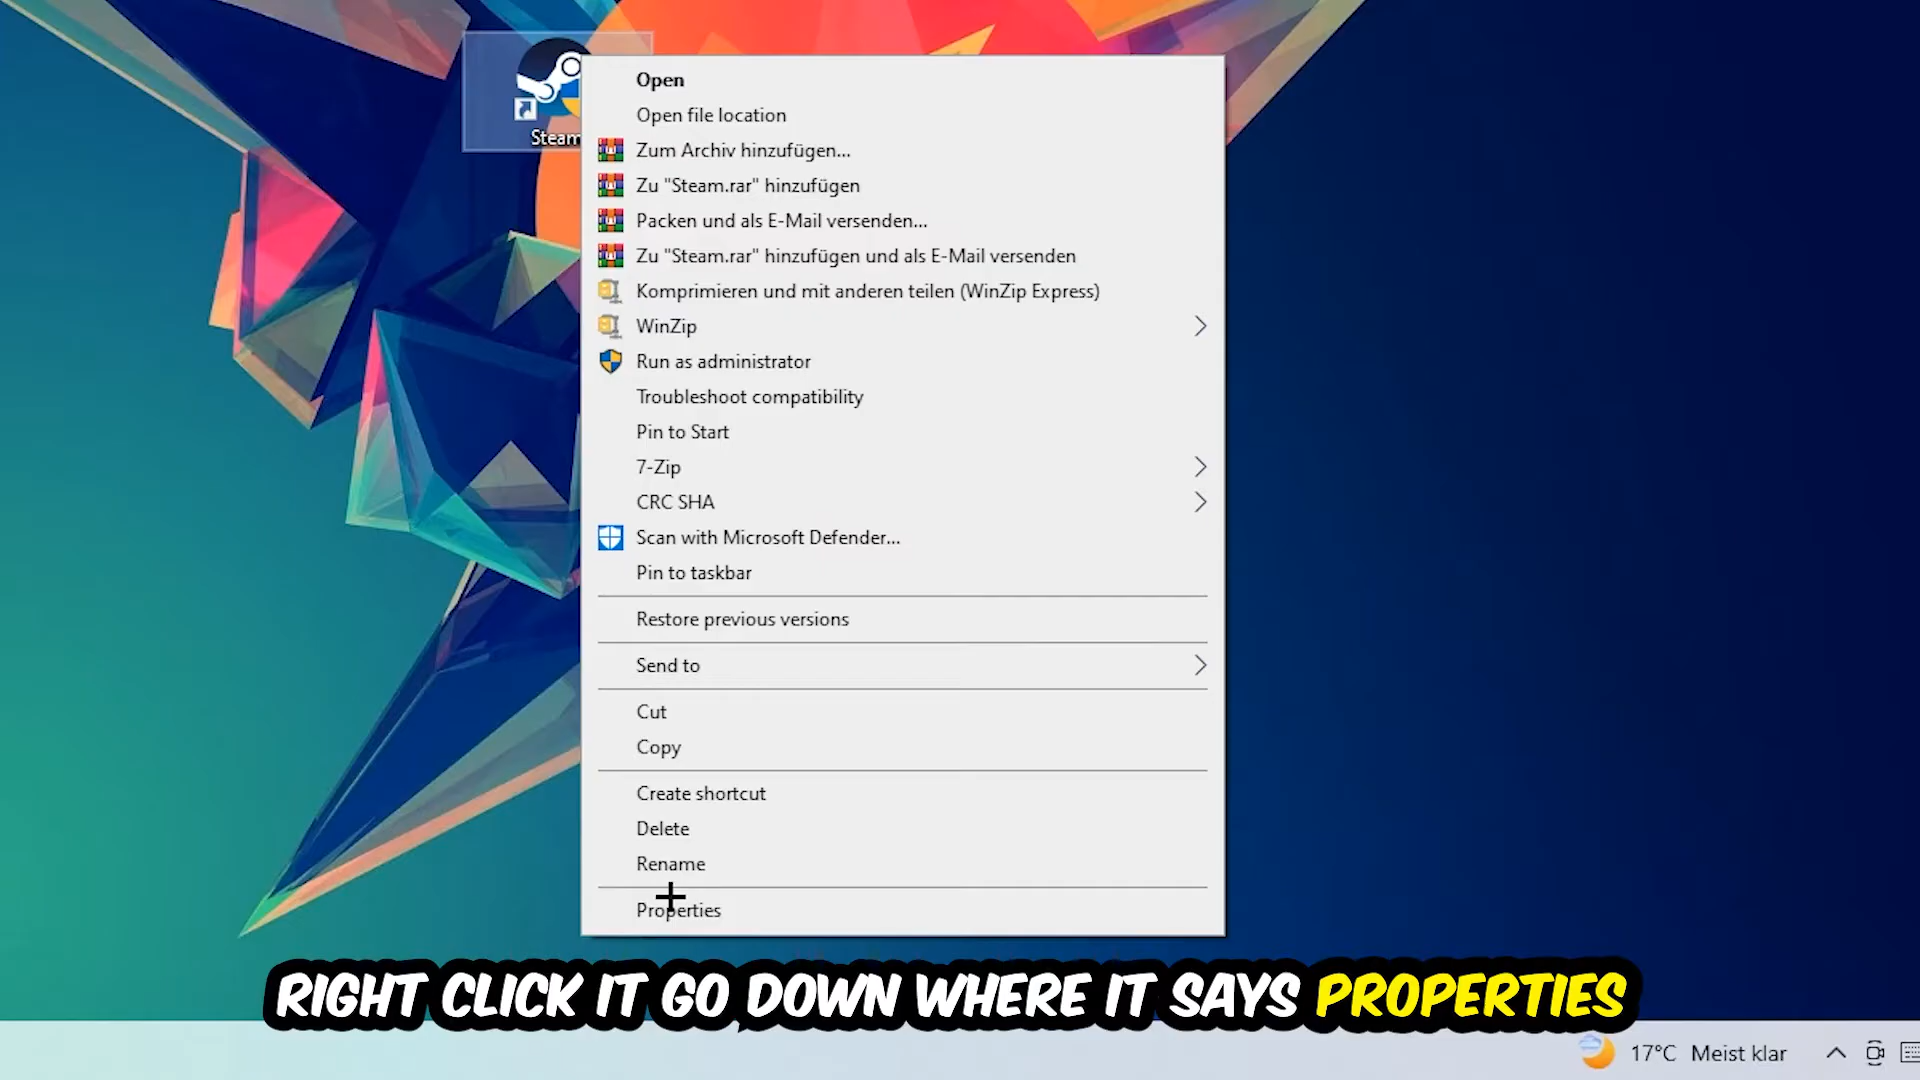 Steam
Open
Open file location
Zum Archiv hinzufügen...
Zu "Steam.rar" hinzufügen
Packen und als E-Mail versenden...
Zu "Steam.rar" hinzufügen und als E-Mail versenden
Komprimieren und mit anderen teilen (WinZip Express)
WinZip
Run as administrator
Troubleshoot compatibility
Pin to Start
7-Zip
CRC SHA
Scan with Microsoft Defender...
Pin to taskbar
Restore previous versions
Send to
Cut
Copy
Create shortcut
Delete
Rename
Properties
RIGHT CLICK IT GO DOWN WHERE IT SAYS PROPERTIES
17°C Meist klar